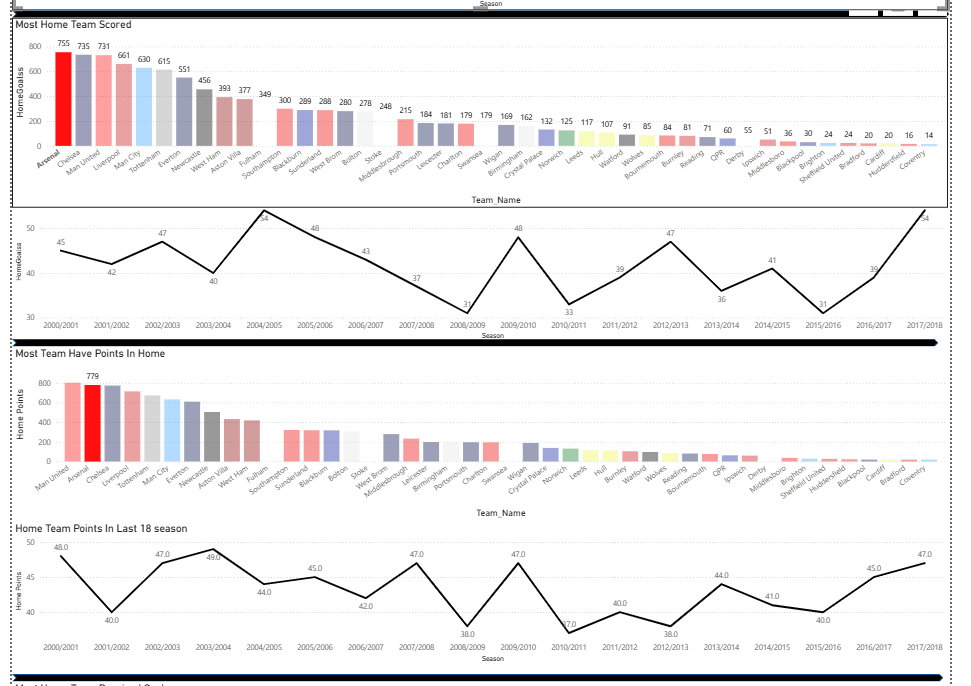 Season
Most Home Team Scored
HomeGoalss
800
600
400
200
0
755 735 731 661 630 615 551 456 393 377 349 300 289 288 280 278 248 215 184 181 179 179 169 162 132 125 117 107 91 85 84 81 71 60 55 51 36 30 24 24 20 20 16 14
Arsenal Chelsea Man United Liverpool Man City Tottenham Everton Newcastle West Ham Aston Villa Fulham Southampton Blackburn Sunderland West Brom Bolton Stoke Middlesbrough Portsmouth Leicester Charlton Swansea Wigan Birmingham Crystal Palace Norwich Leeds Hull Watford Wolves Bournemouth Burnley Reading QPR Derby Ipswich Middlesboro Blackpool Brighton Sheffield United Bradford Cardiff Huddersfield Coventry
Team_Name
HomeGoalss
50
40
30
45 42 47 40 54 48 43 37 31 48 33 39 47 36 41 31 39 54
2000/2001 2001/2002 2002/2003 2003/2004 2004/2005 2005/2006 2006/2007 2007/2008 2008/2009 2009/2010 2010/2011 2011/2012 2012/2013 2013/2014 2014/2015 2015/2016 2016/2017 2017/2018
Season
Most Team Have Points In Home
Home Points
800
600
400
200
0
779
Man United Arsenal Chelsea Liverpool Tottenham Man City Everton Newcastle Aston Villa West Ham Fulham Southampton Sunderland Blackburn Bolton Stoke West Brom Middlesbrough Leicester Birmingham Portsmouth Charlton Swansea Wigan Crystal Palace Norwich Leeds Hull Burnley Watford Wolves Reading Bournemouth QPR Ipswich Derby Middlesboro Brighton Sheffield United Huddersfield Blackpool Cardiff Bradford Coventry
Team_Name
Home Team Points In Last 18 season
Home Points
50
45
40
48.0 40.0 47.0 49.0 44.0 45.0 42.0 47.0 38.0 47.0 37.0 40.0 38.0 44.0 41.0 40.0 45.0 47.0
2000/2001 2001/2002 2002/2003 2003/2004 2004/2005 2005/2006 2006/2007 2007/2008 2008/2009 2009/2010 2010/2011 2011/2012 2012/2013 2013/2014 2014/2015 2015/2016 2016/2017 2017/2018
Season